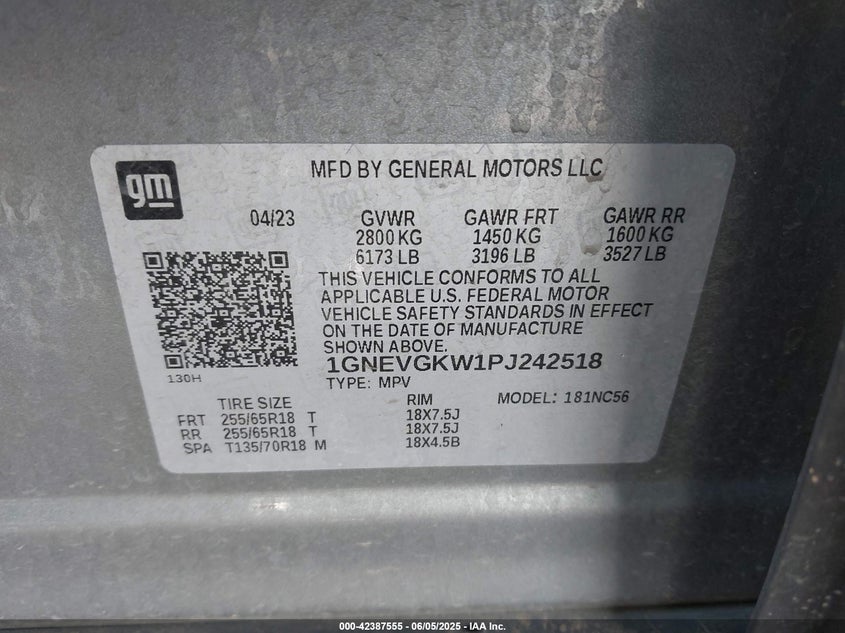 gm
MFD BY GENERAL MOTORS LLC
04/23 GVWR GAWR FRT GAWR RR
2800 KG 1450 KG 1600 KG
6173 LB 3196 LB 3527 LB
THIS VEHICLE CONFORMS TO ALL
APPLICABLE U.S. FEDERAL MOTOR
VEHICLE SAFETY STANDARDS IN EFFECT
ON THE DATE OF MANUFACTURE
SHOWN ABOVE.
1GNEVGKW1PJ242518
130H
TYPE: MPV
TIRE SIZE RIM MODEL: 181NC56
FRT 255/65R18 T 18X7.5J
RR 255/65R18 T 18X7.5J
SPA T135/70R18 M 18X4.5B
000-42387555 - 06/05/2025 - IAA Inc.